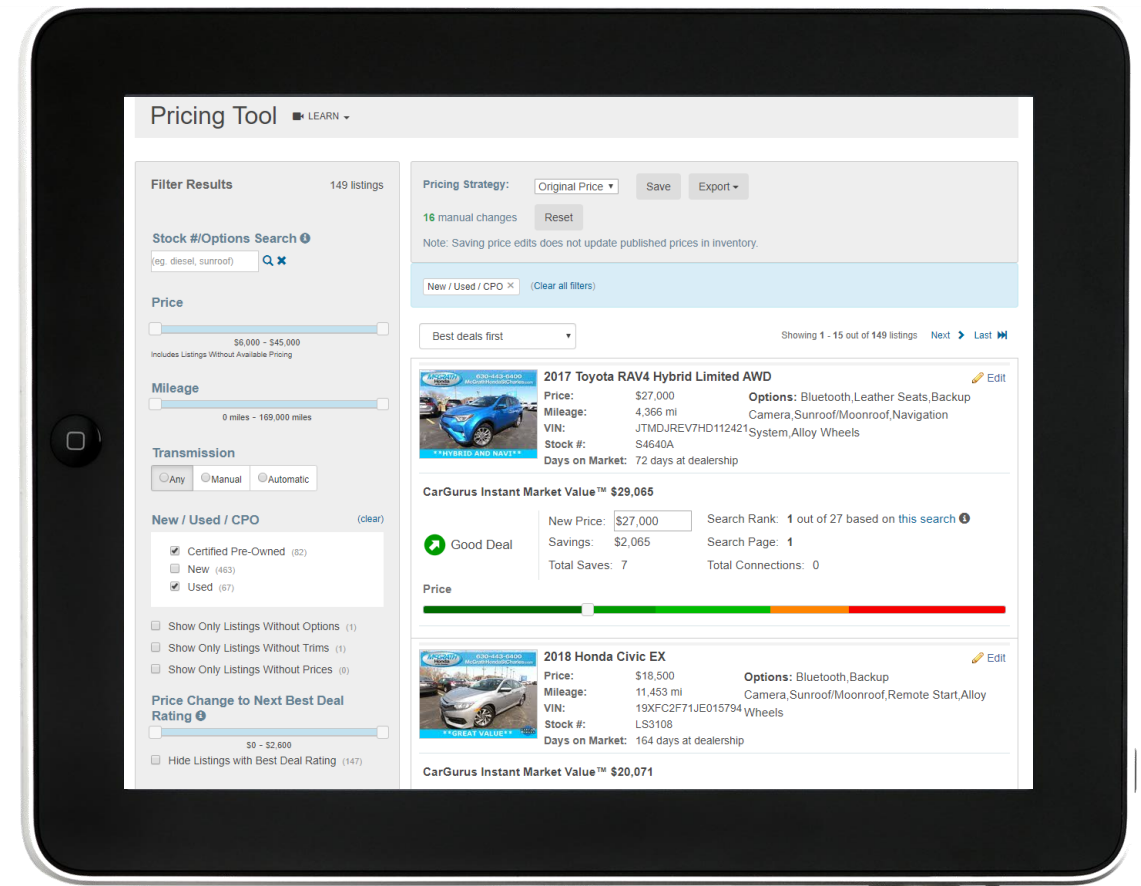 Pricing Tool LEARN
Filter Results 149 listings
Stock #/Options Search
(eg. diesel, sunroof)
Price
$6,000 - $45,000
Includes Listings Without Available Pricing
Mileage
0 miles - 169,000 miles
Transmission
Any Manual Automatic
New / Used / CPO (clear)
Certified Pre-Owned (82)
New (463)
Used (67)
Show Only Listings Without Options (1)
Show Only Listings Without Trims (1)
Show Only Listings Without Prices (0)
Price Change to Next Best Deal
Rating
$0 - $2,600
Hide Listings with Best Deal Rating (147)
Pricing Strategy: Original Price Save Export
16 manual changes Reset
Note: Saving price edits does not update published prices in inventory.
New / Used / CPO × (Clear all filters)
Best deals first Showing 1 - 15 out of 149 listings Next Last
630-443-6400
McGrathHondaStCharles.com
**HYBRID AND NAVI**
2017 Toyota RAV4 Hybrid Limited AWD Edit
Price: $27,000
Mileage: 4,366 mi
VIN: JTMDJREV7HD112421
Stock #: S4640A
Days on Market: 72 days at dealership
Options: Bluetooth,Leather Seats,Backup
Camera,Sunroof/Moonroof,Navigation
System,Alloy Wheels
CarGurus Instant Market Value™ $29,065
Good Deal
New Price: $27,000
Savings: $2,065
Total Saves: 7
Search Rank: 1 out of 27 based on this search
Search Page: 1
Total Connections: 0
Price
630-443-6400
McGrathHondaStCharles.com
**GREAT VALUE**
2018 Honda Civic EX Edit
Price: $18,500
Mileage: 11,453 mi
VIN: 19XFC2F71JE015794
Stock #: LS3108
Days on Market: 164 days at dealership
Options: Bluetooth,Backup
Camera,Sunroof/Moonroof,Remote Start,Alloy
Wheels
CarGurus Instant Market Value™ $20,071